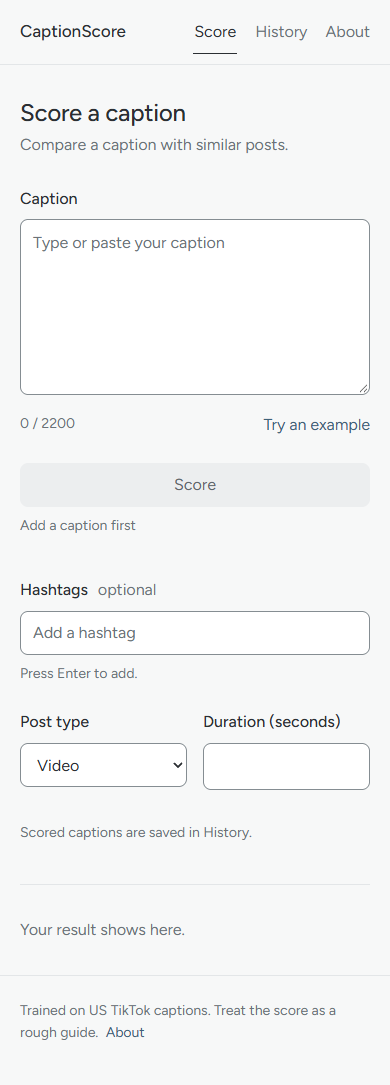 CaptionScore Score History About
Score a caption
Compare a caption with similar posts.
Caption
Type or paste your caption
0 / 2200 Try an example
Score
Add a caption first
Hashtags optional
Add a hashtag
Press Enter to add.
Post type Duration (seconds)
Video
Scored captions are saved in History.
Your result shows here.
Trained on US TikTok captions. Treat the score as a
rough guide. About